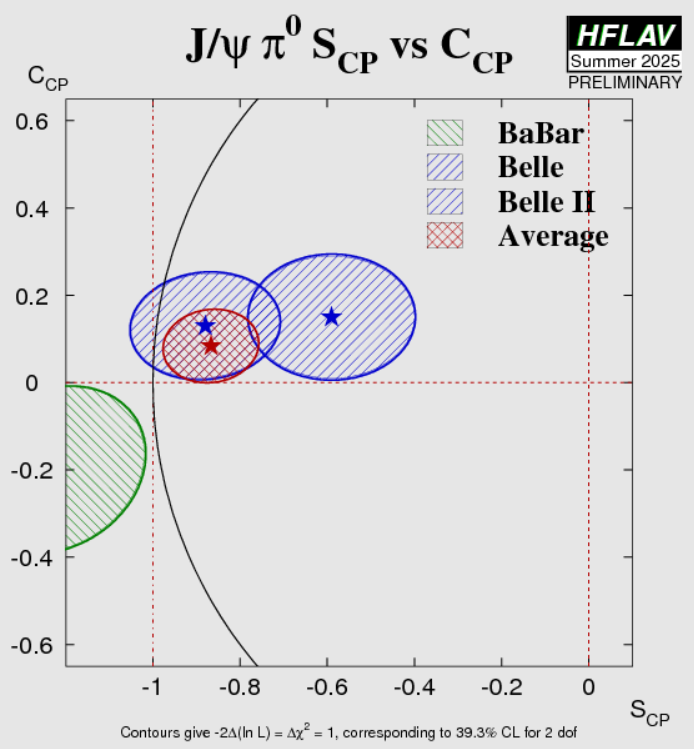 J/ψ π⁰ S_CP vs C_CP
HFLAV
Summer 2025
PRELIMINARY
C_CP
BaBar
Belle
Belle II
Average
0.6
0.4
0.2
0
-0.2
-0.4
-0.6
-1 -0.8 -0.6 -0.4 -0.2 0
S_CP
Contours give -2Δ(ln L) = Δχ² = 1, corresponding to 39.3% CL for 2 dof